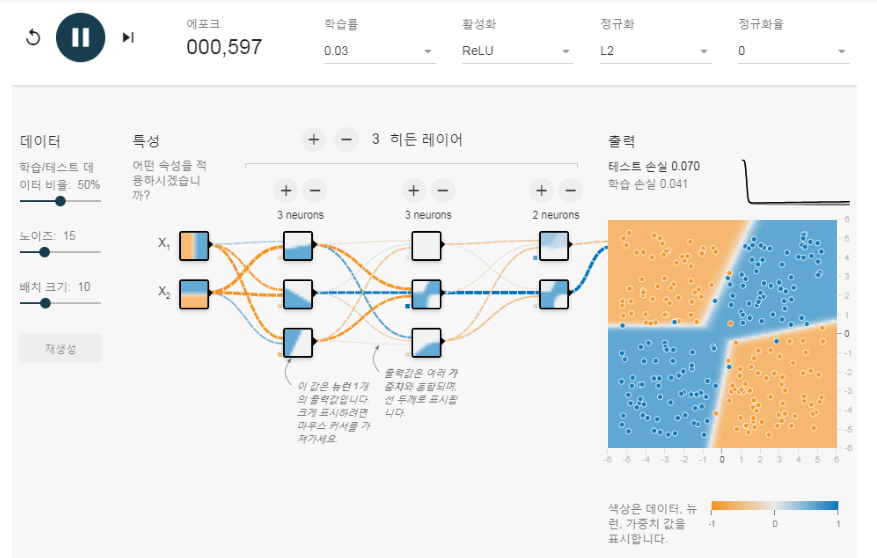 에포크
000,597
학습률
0.03
활성화
ReLU
정규화
L2
정규화율
0
데이터
학습/테스트 데
이터 비율: 50%
노이즈: 15
배치 크기: 10
재생성
특성
어떤 속성을 적
용하시겠습니
까?
X1
X2
+ − 3 히든 레이어
+ −
3 neurons
+ −
3 neurons
+ −
2 neurons
이 값은 뉴런 1개
의 출력값입니다.
크게 표시하려면
마우스 커서를 가
져가세요.
출력값은 여러 가
중치와 혼합되며,
선 두께로 표시됩
니다.
출력
테스트 손실 0.070
학습 손실 0.041
6
5
4
3
2
1
0
-1
-2
-3
-4
-5
-6
-6 -5 -4 -3 -2 -1 0 1 2 3 4 5 6
색상은 데이터, 뉴
런, 가중치 값을
표시합니다.
-1 0 1